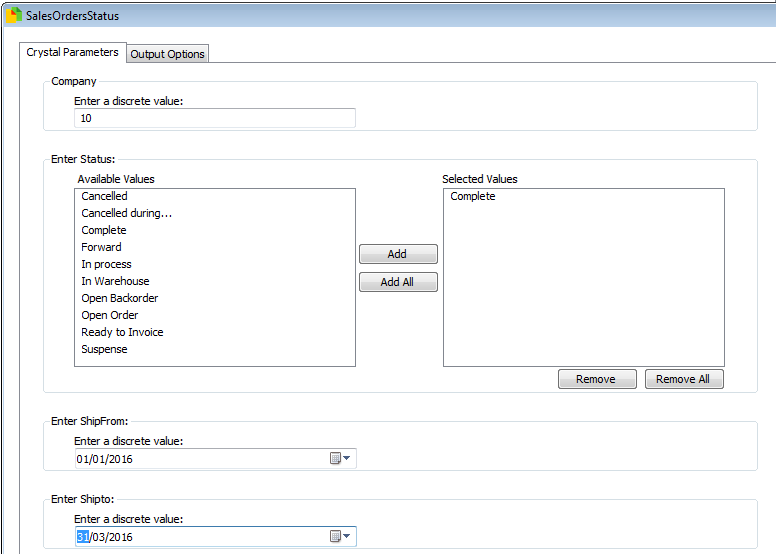 SalesOrdersStatus
Crystal Parameters Output Options
Company
Enter a discrete value:
10
Enter Status:
Available Values
Selected Values
Cancelled
Cancelled during...
Complete
Forward
In process
In Warehouse
Open Backorder
Open Order
Ready to Invoice
Suspense
Add
Add All
Complete
Remove Remove All
Enter ShipFrom:
Enter a discrete value:
01/01/2016
Enter Shipto:
Enter a discrete value:
31/03/2016